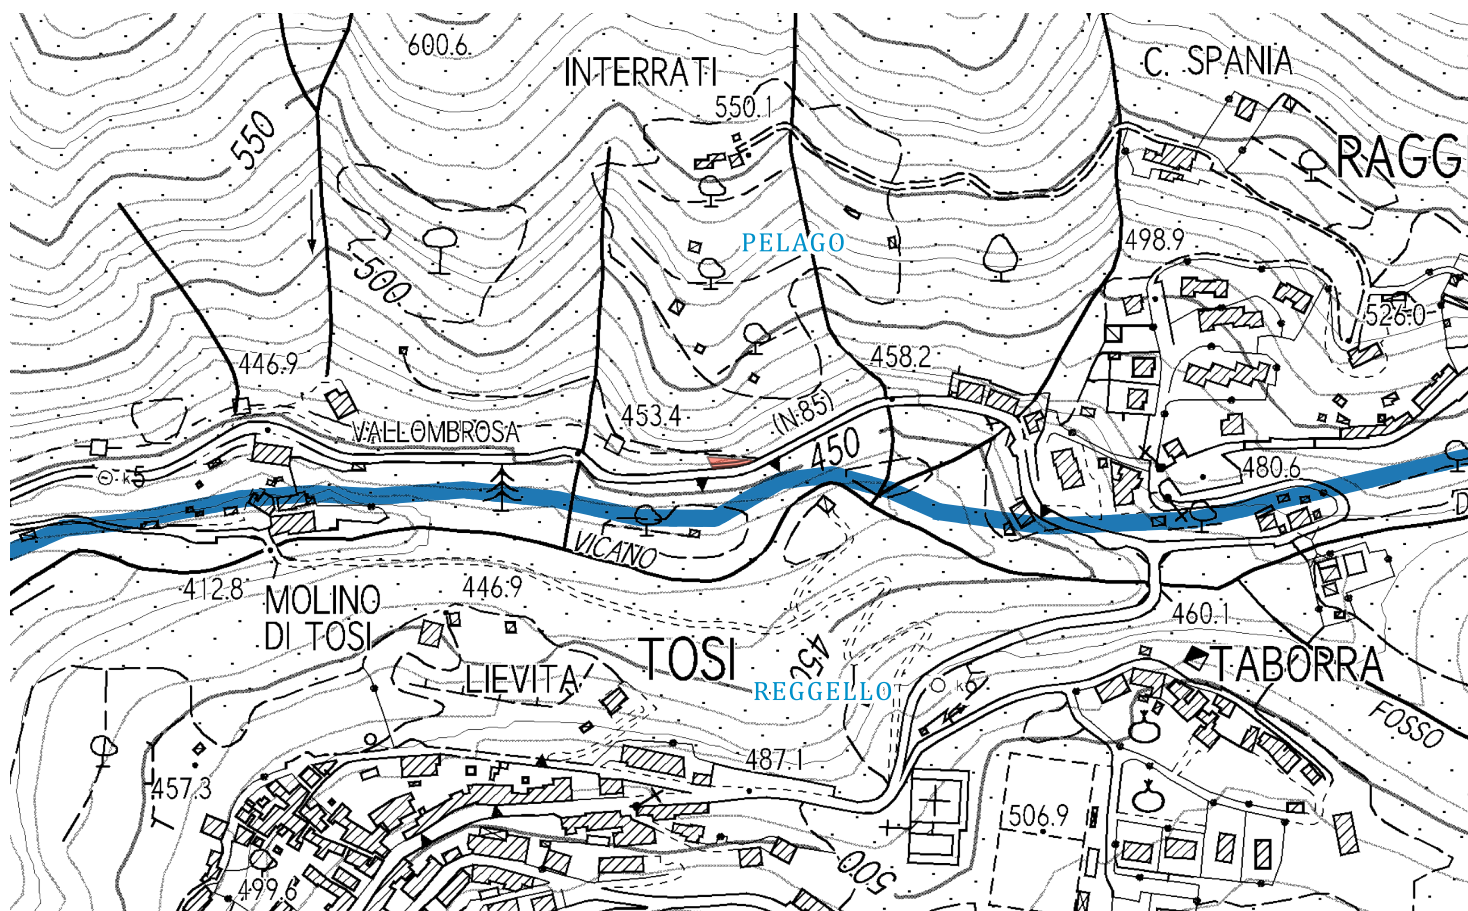 600.6
INTERRATI
C. SPANIA
550.1
550
RAGG
PELAGO
498.9
500
526.0
446.9
458.2
453.4
(N.85)
VALLOMBROSA
450
480.6
k5
VICANO
D
412.8
MOLINO
DI TOSI
446.9
460.1
TOSI
450
TABORRA
LIEVITA
REGGELLO
k6
FOSSO
487.1
457.3
506.9
500
499.6